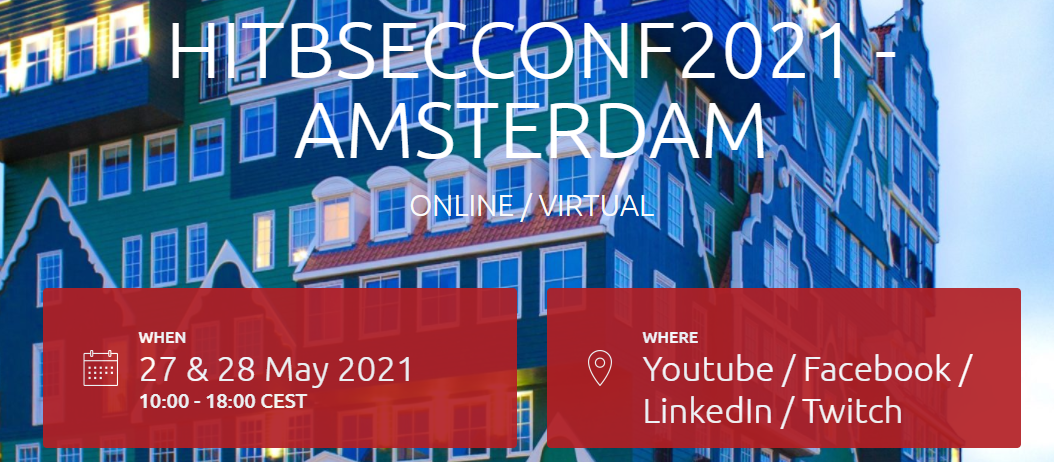 HITBSECCONF2021 -
AMSTERDAM
ONLINE / VIRTUAL
WHEN
27 & 28 May 2021
10:00 - 18:00 CEST
WHERE
Youtube / Facebook /
LinkedIn / Twitch